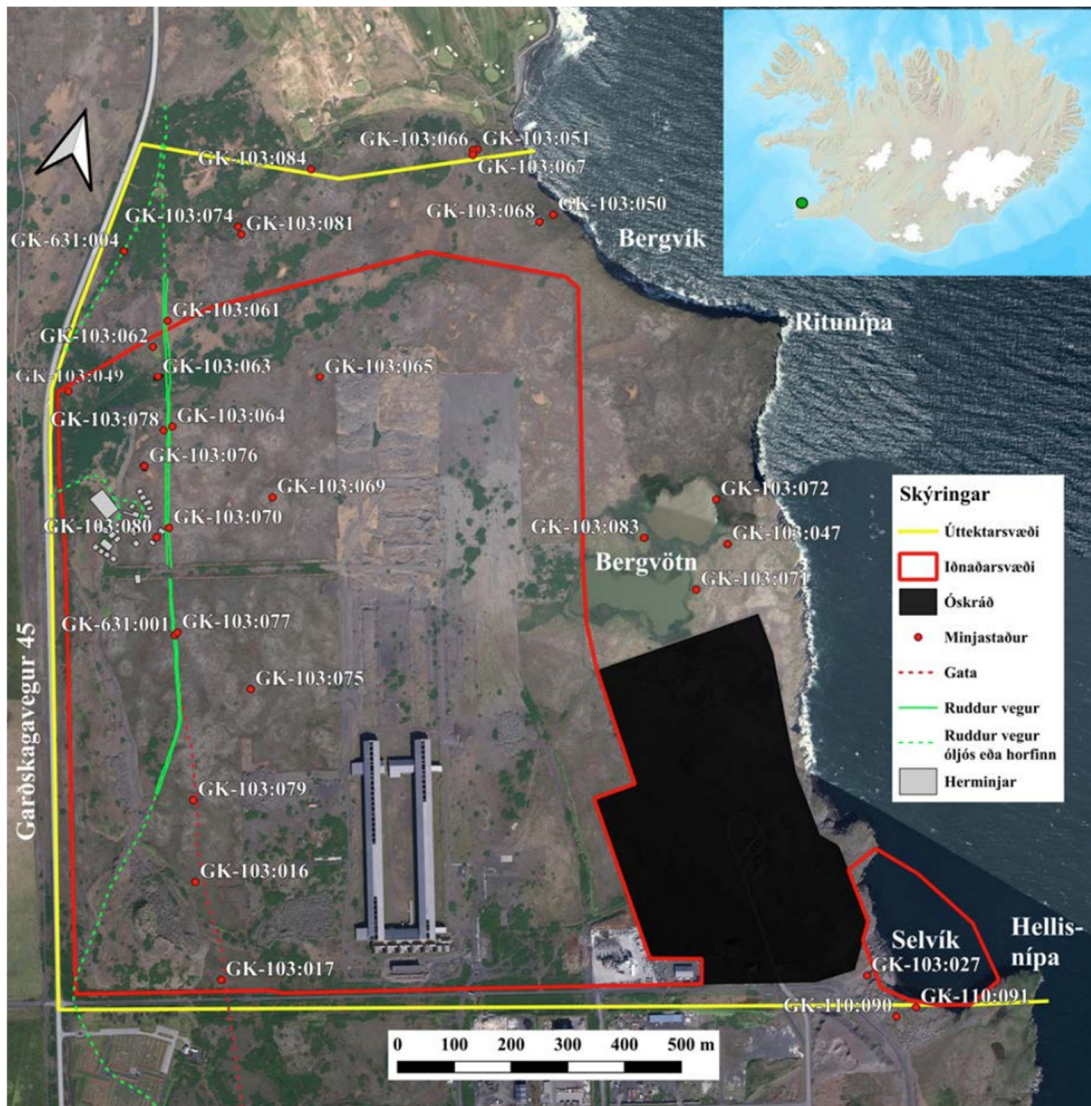 GK-103:066
GK-103:051
GK-103:084
GK-103:067
GK-103:074
GK-103:081
GK-103:068
GK-103:050
GK-631:004
Bergvík
GK-103:061
Ritunípa
GK-103:062
GK-103:063
GK-103:049
GK-103:065
GK-103:078
GK-103:064
GK-103:076
GK-103:069
GK-103:072
GK-103:080
GK-103:070
GK-103:083
GK-103:047
Bergvötn
GK-103:071
GK-631:001
GK-103:077
GK-103:075
Garðskagavegur 45
GK-103:079
GK-103:016
GK-103:017
Selvík
GK-103:027
Hellis-
nípa
GK-110:090
GK-110:091
Skýringar
Úttektarsvæði
Iðnaðarsvæði
Óskráð
Minjastaður
Gata
Ruddur vegur
Ruddur vegur
óljós eða horfinn
Herminjar
0 100 200 300 400 500 m